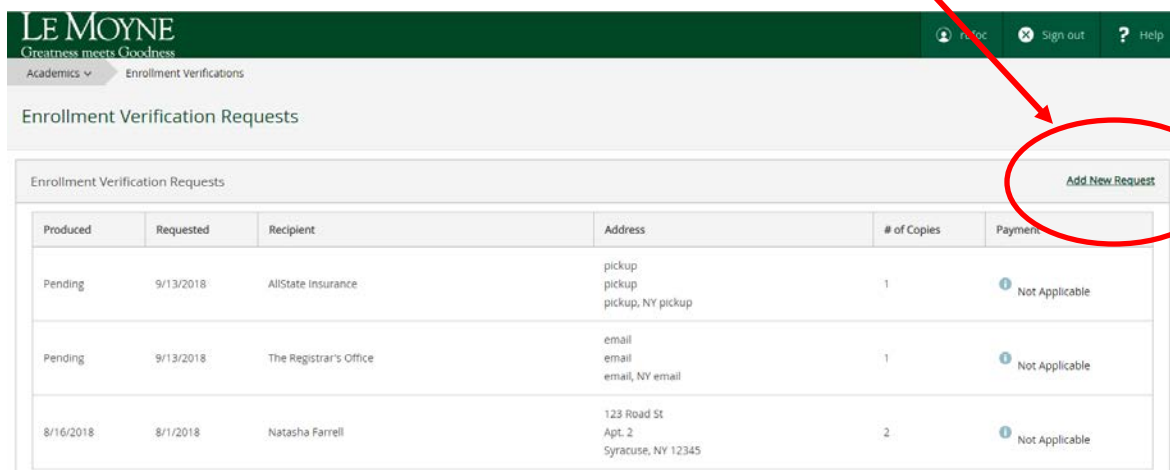 LE MOYNE
Greatness meets Goodness
Sign out
? Help
Academics
Enrollment Verifications
Enrollment Verification Requests
Enrollment Verification Requests
Add New Request
Produced Requested Recipient Address # of Copies Payment
pickup
Pending 9/13/2018 AllState Insurance pickup 1 Not Applicable
pickup, NY pickup
email
Pending 9/13/2018 The Registrar's Office email 1 Not Applicable
email, NY email
123 Road St
8/16/2018 8/1/2018 Natasha Farrell Apt. 2 2 Not Applicable
Syracuse, NY 12345